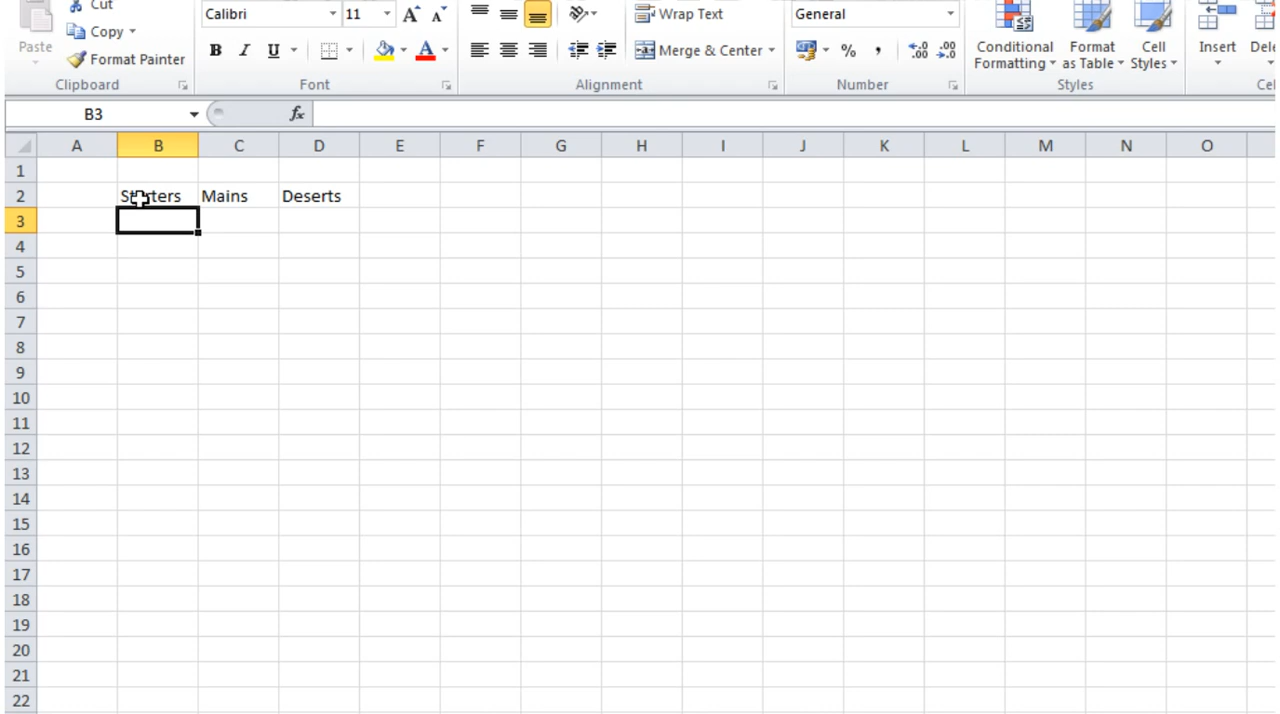 Cut
Calibri 11 Wrap Text General
Paste Copy
Format Painter B I U A Merge & Center % , Conditional Formatting Format as Table Cell Styles Insert
Clipboard Font Alignment Number Styles
B3 fx
A B C D E F G H I J K L M N O
1
2 Starters Mains Deserts
3
4
5
6
7
8
9
10
11
12
13
14
15
16
17
18
19
20
21
22